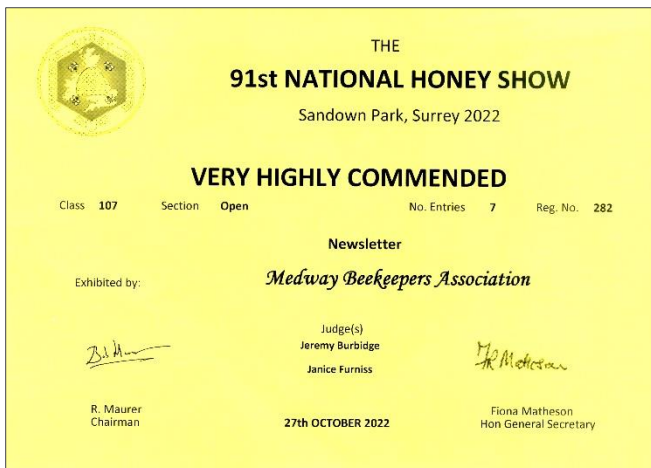 THE
91st NATIONAL HONEY SHOW
Sandown Park, Surrey 2022
VERY HIGHLY COMMENDED
Class 107 Section Open No. Entries 7 Reg. No. 282
Newsletter
Exhibited by: Medway Beekeepers Association
Judge(s)
Jeremy Burbidge
Janice Furniss
R. Maurer
Chairman
27th OCTOBER 2022
Fiona Matheson
Hon General Secretary